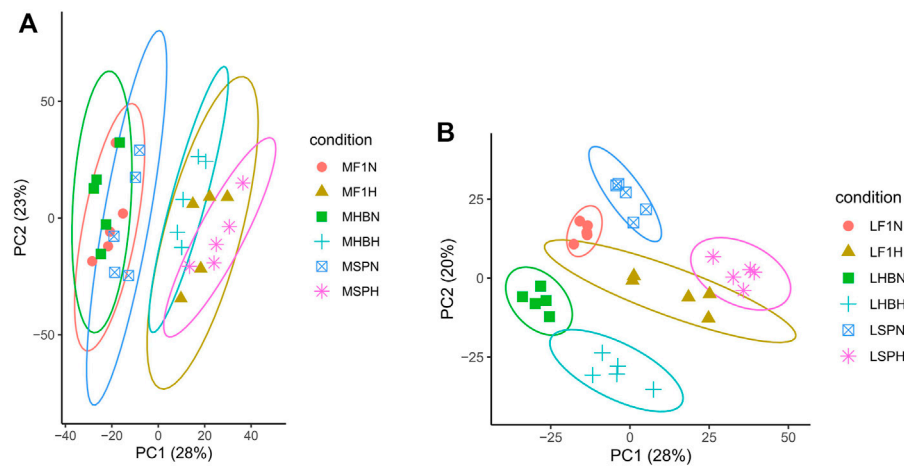 A
PC2 (23%)
50
0
−50
−40
−20
0
20
40
PC1 (28%)
condition
MF1N
MF1H
MHBN
MHBH
MSPN
MSPH
B
PC2 (20%)
25
0
−25
−25
0
25
50
PC1 (28%)
condition
LF1N
LF1H
LHBN
LHBH
LSPN
LSPH